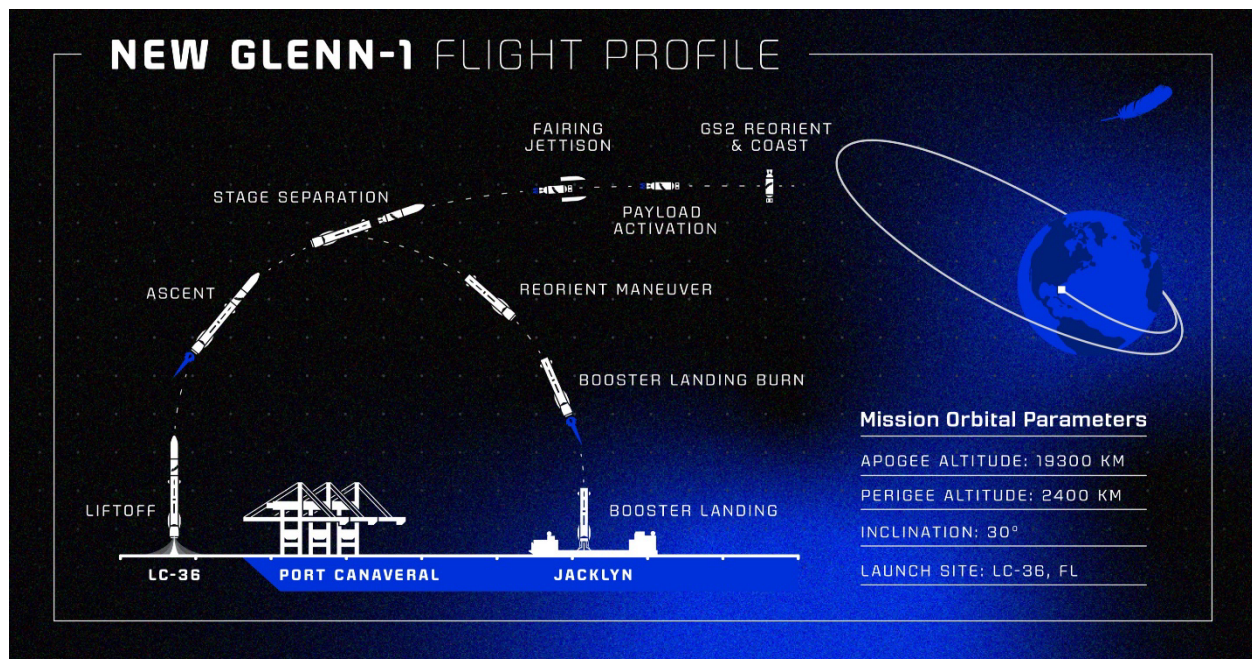 NEW GLENN-1 FLIGHT PROFILE
FAIRING
JETTISON
GS2 REORIENT
& COAST
STAGE SEPARATION
PAYLOAD
ACTIVATION
ASCENT
REORIENT MANEUVER
BOOSTER LANDING BURN
LIFTOFF
BOOSTER LANDING
LC-36
PORT CANAVERAL
JACKLYN
Mission Orbital Parameters
APOGEE ALTITUDE: 19300 KM
PERIGEE ALTITUDE: 2400 KM
INCLINATION: 30°
LAUNCH SITE: LC-36, FL